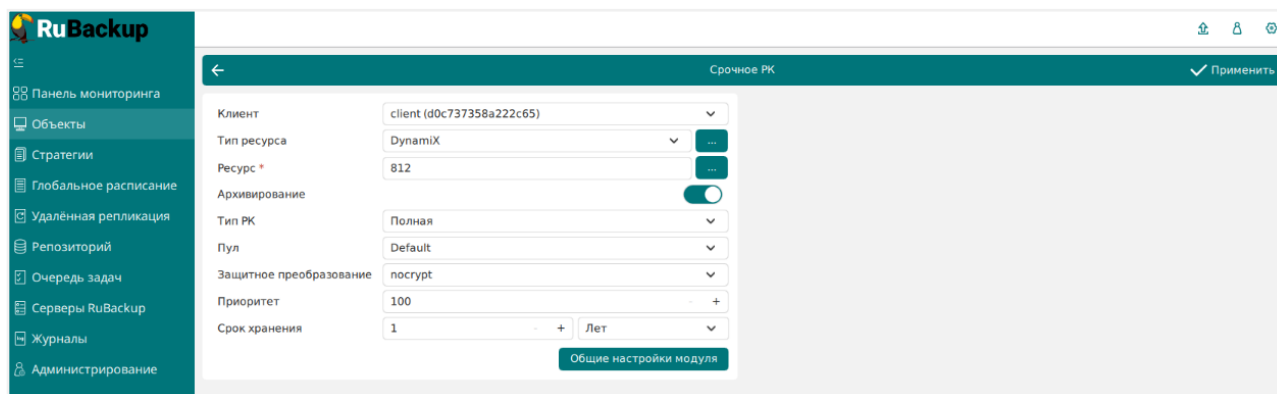 RuBackup
Срочное РК
Применить
Панель мониторинга
Объекты
Стратегии
Глобальное расписание
Удалённая репликация
Репозиторий
Очередь задач
Серверы RuBackup
Журналы
Администрирование
Клиент client (d0c737358a222c65)
Тип ресурса DynamiX ...
Ресурс * 812 ...
Архивирование
Тип РК Полная
Пул Default
Защитное преобразование nocrypt
Приоритет 100 - +
Срок хранения 1 - + Лет
Общие настройки модуля